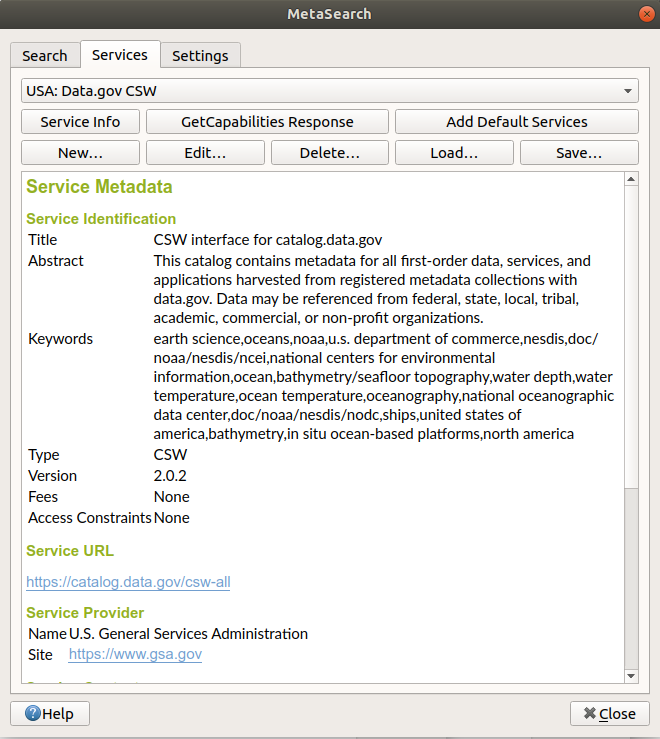 MetaSearch
Search Services Settings
USA: Data.gov CSW
Service Info GetCapabilities Response Add Default Services
New... Edit... Delete... Load... Save...
Service Metadata
Service Identification
Title CSW interface for catalog.data.gov
Abstract This catalog contains metadata for all first-order data, services, and
applications harvested from registered metadata collections with
data.gov. Data may be referenced from federal, state, local, tribal,
academic, commercial, or non-profit organizations.
Keywords earth science,oceans,noaa,u.s. department of commerce,nesdis,doc/
noaa/nesdis/ncei,national centers for environmental
information,ocean,bathymetry/seafloor topography,water depth,water
temperature,ocean temperature,oceanography,national oceanographic
data center,doc/noaa/nesdis/nodc,ships,united states of
america,bathymetry,in situ ocean-based platforms,north america
Type CSW
Version 2.0.2
Fees None
Access Constraints None
Service URL
https://catalog.data.gov/csw-all
Service Provider
Name U.S. General Services Administration
Site https://www.gsa.gov
Help Close